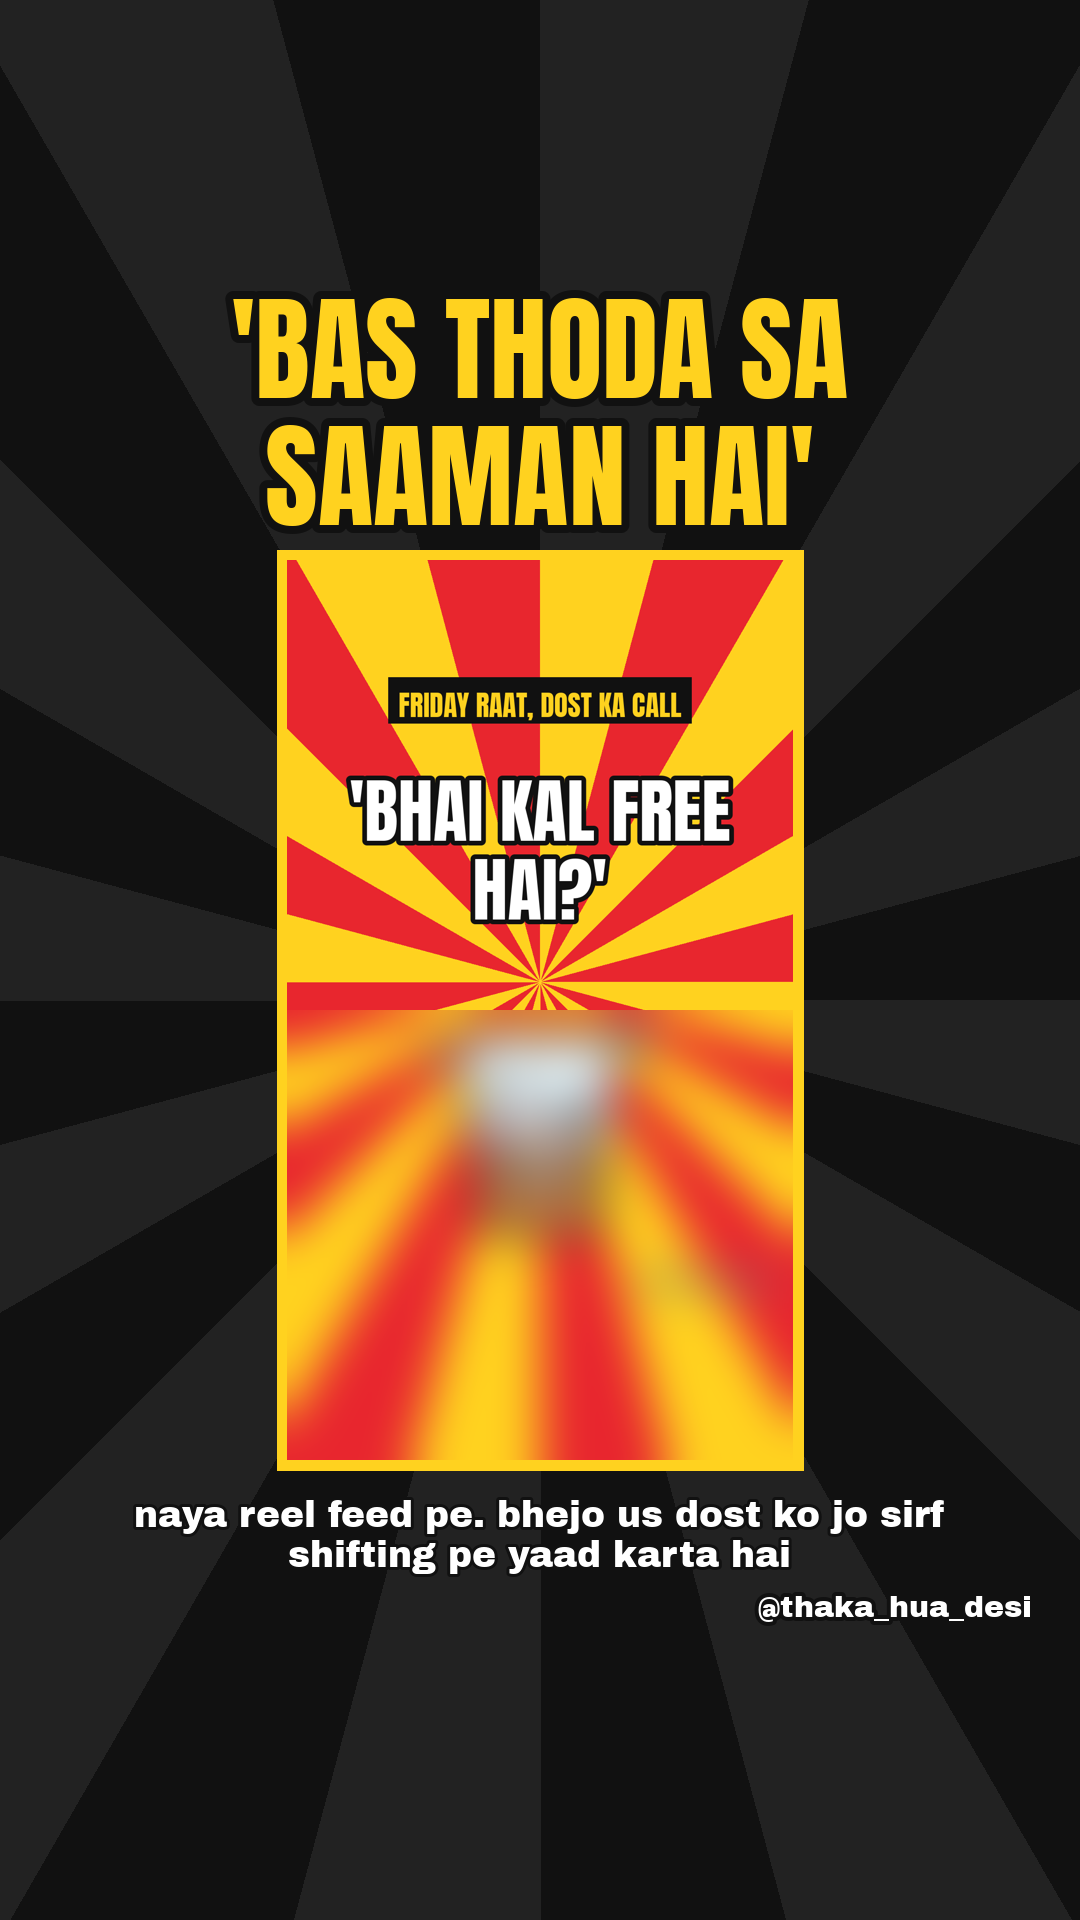 'BAS THODA SA
SAAMAN HAI'
FRIDAY RAAT, DOST KA CALL
'BHAI KAL FREE
HAI?'
naya reel feed pe. bhejo us dost ko jo sirf
shifting pe yaad karta hai
@thaka_hua_desi